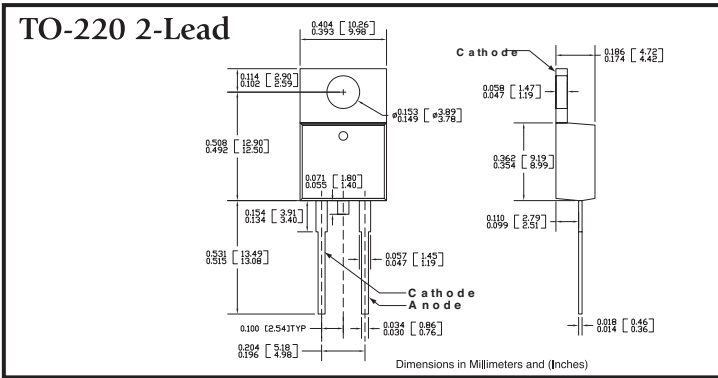 TO-220 2-Lead
0.404 [ 10.26 ]
0.393 [ 9.98 ]
Cathode
0.186 [ 4.72 ]
0.174 [ 4.42 ]
0.114 [ 2.90 ]
0.102 [ 2.59 ]
0.058 [ 1.47 ]
0.047 [ 1.19 ]
ø0.153 [ ø3.89 ]
0.149 [ 3.78 ]
0.508 [ 12.90 ]
0.492 [ 12.50 ]
0.362 [ 9.19 ]
0.354 [ 8.99 ]
0.071 [ 1.80 ]
0.055 [ 1.40 ]
0.154 [ 3.91 ]
0.134 [ 3.40 ]
0.110 [ 2.79 ]
0.099 [ 2.51 ]
0.531 [ 13.49 ]
0.515 [ 13.08 ]
0.057 [ 1.45 ]
0.047 [ 1.19 ]
Cathode
Anode
0.100 [2.54]TYP
0.034 [ 0.86 ]
0.030 [ 0.76 ]
0.018 [ 0.46 ]
0.014 [ 0.36 ]
0.204 [ 5.18 ]
0.196 [ 4.98 ]
Dimensions in Millimeters and (Inches)